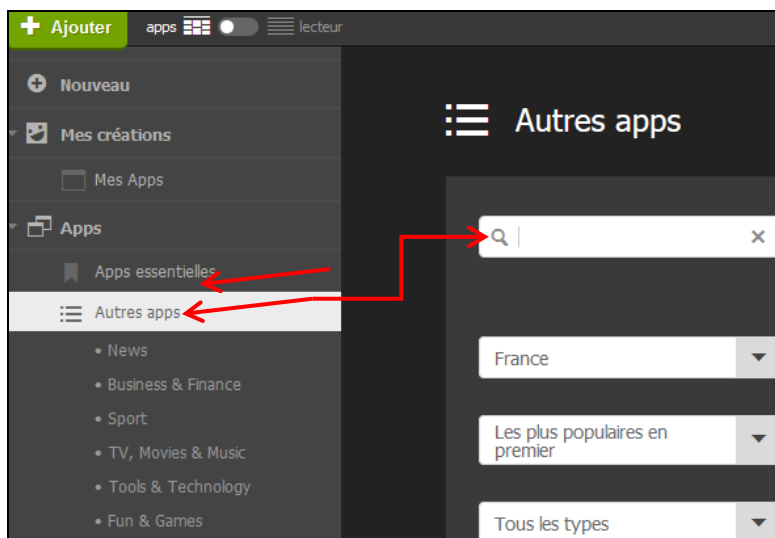 Ajouter apps lecteur
Nouveau
Mes créations
Mes Apps
Apps
Apps essentielles
Autres apps
• News
• Business & Finance
• Sport
• TV, Movies & Music
• Tools & Technology
• Fun & Games
Autres apps
France
Les plus populaires en
premier
Tous les types